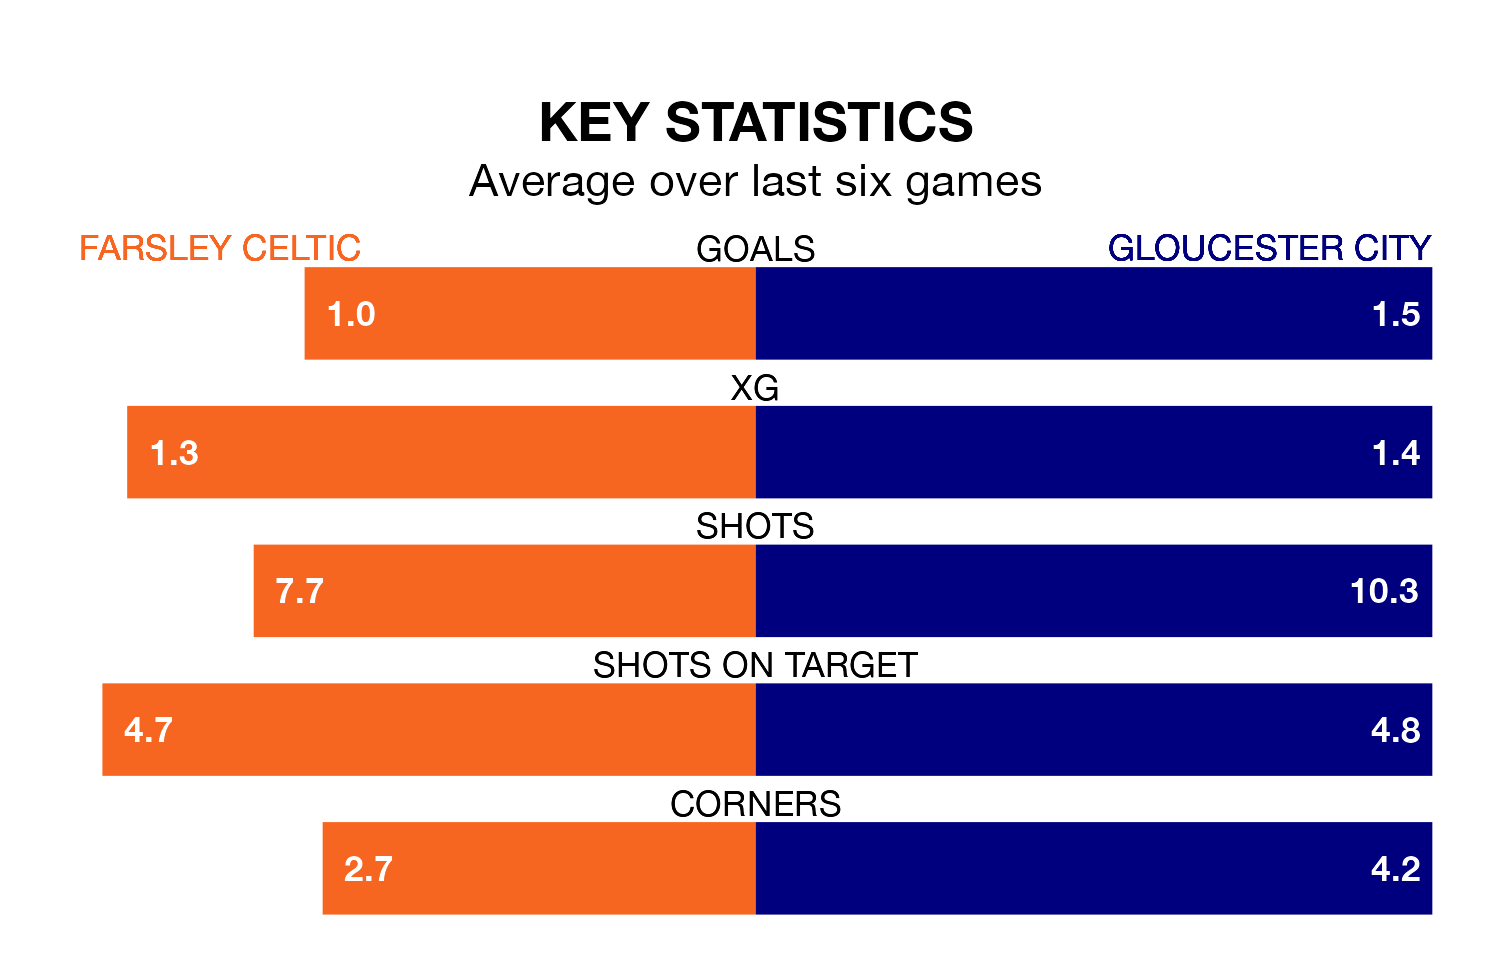 KEY STATISTICS
Average over last six games
FARSLEY CELTIC GOALS GLOUCESTER CITY
1.0 1.5
XG
1.3 1.4
SHOTS
7.7 10.3
SHOTS ON TARGET
4.7 4.8
CORNERS
2.7 4.2